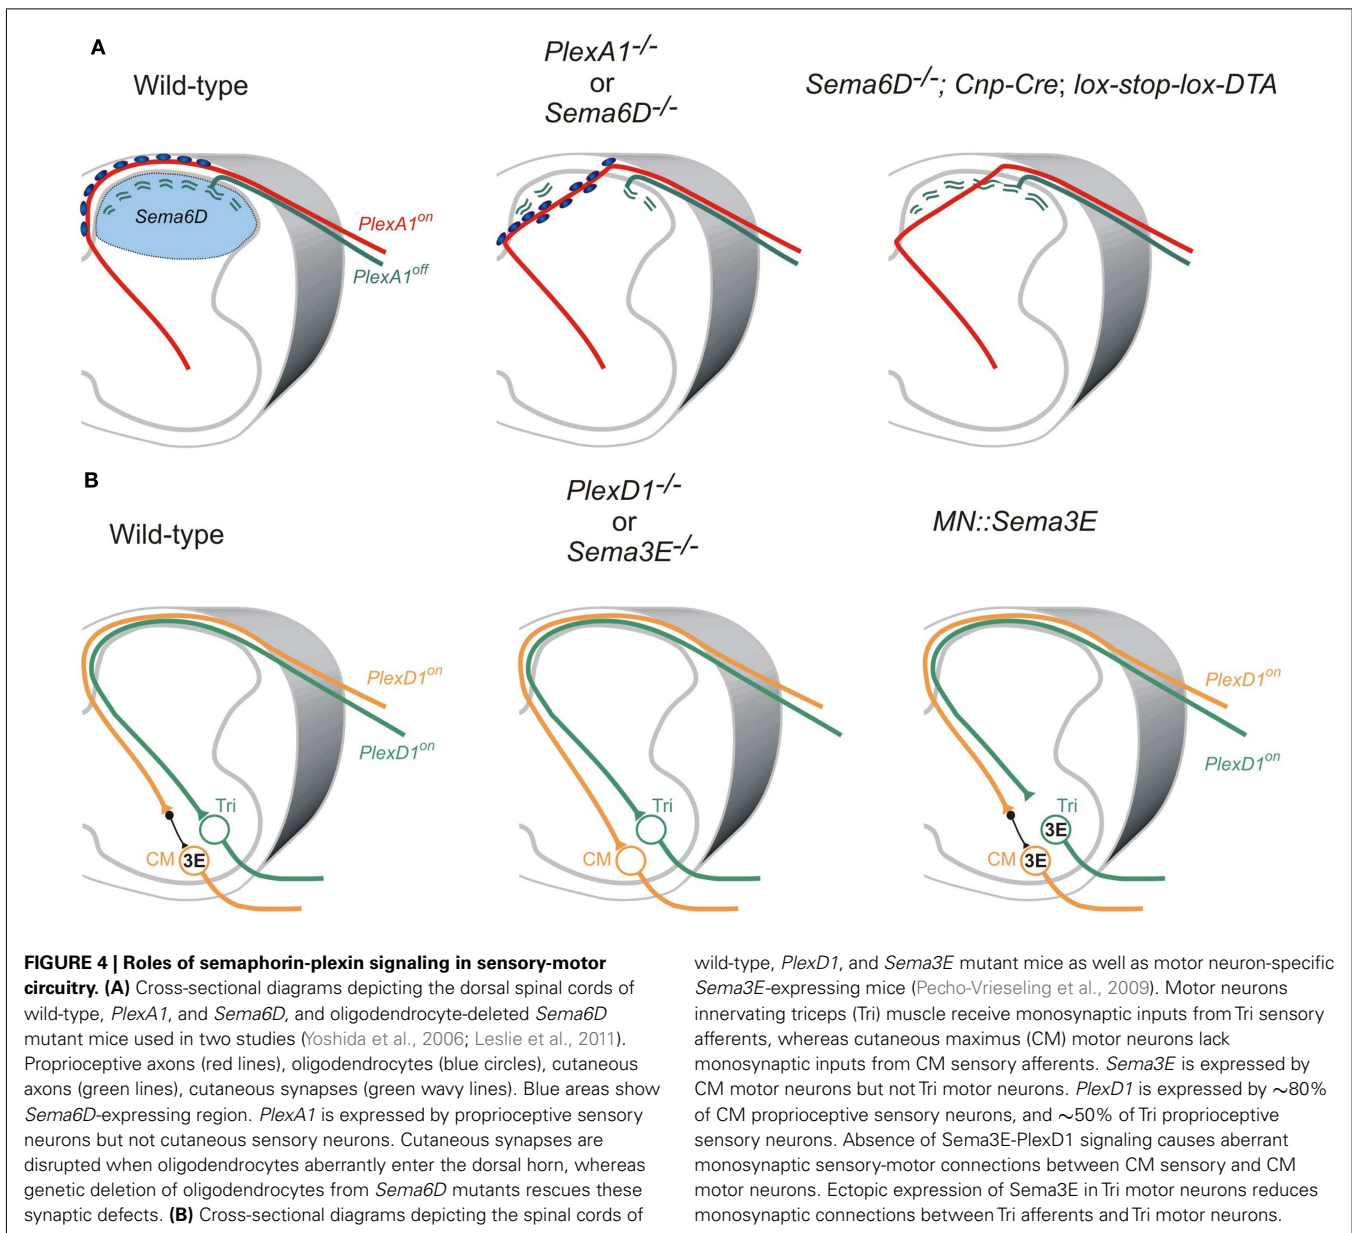 A
Wild-type
PlexA1-/-
or
Sema6D-/-
Sema6D-/-; Cnp-Cre; lox-stop-lox-DTA
Sema6D
PlexA1on
PlexA1off
B
Wild-type
PlexD1-/-
or
Sema3E-/-
MN::Sema3E
PlexD1on
PlexD1on
Tri
CM
3E
Tri
CM
PlexD1on
PlexD1on
Tri
3E
CM
3E
FIGURE 4 | Roles of semaphorin-plexin signaling in sensory-motor
circuitry. (A) Cross-sectional diagrams depicting the dorsal spinal cords of
wild-type, PlexA1, and Sema6D, and oligodendrocyte-deleted Sema6D
mutant mice used in two studies (Yoshida et al., 2006; Leslie et al., 2011).
Proprioceptive axons (red lines), oligodendrocytes (blue circles), cutaneous
axons (green lines), cutaneous synapses (green wavy lines). Blue areas show
Sema6D-expressing region. PlexA1 is expressed by proprioceptive sensory
neurons but not cutaneous sensory neurons. Cutaneous synapses are
disrupted when oligodendrocytes aberrantly enter the dorsal horn, whereas
genetic deletion of oligodendrocytes from Sema6D mutants rescues these
synaptic defects. (B) Cross-sectional diagrams depicting the spinal cords of
wild-type, PlexD1, and Sema3E mutant mice as well as motor neuron-specific
Sema3E-expressing mice (Pecho-Vrieseling et al., 2009). Motor neurons
innervating triceps (Tri) muscle receive monosynaptic inputs from Tri sensory
afferents, whereas cutaneous maximus (CM) motor neurons lack
monosynaptic inputs from CM sensory afferents. Sema3E is expressed by
CM motor neurons but not Tri motor neurons. PlexD1 is expressed by ∼80%
of CM proprioceptive sensory neurons, and ∼50% of Tri proprioceptive
sensory neurons. Absence of Sema3E-PlexD1 signaling causes aberrant
monosynaptic sensory-motor connections between CM sensory and CM
motor neurons. Ectopic expression of Sema3E in Tri motor neurons reduces
monosynaptic connections between Tri afferents and Tri motor neurons.